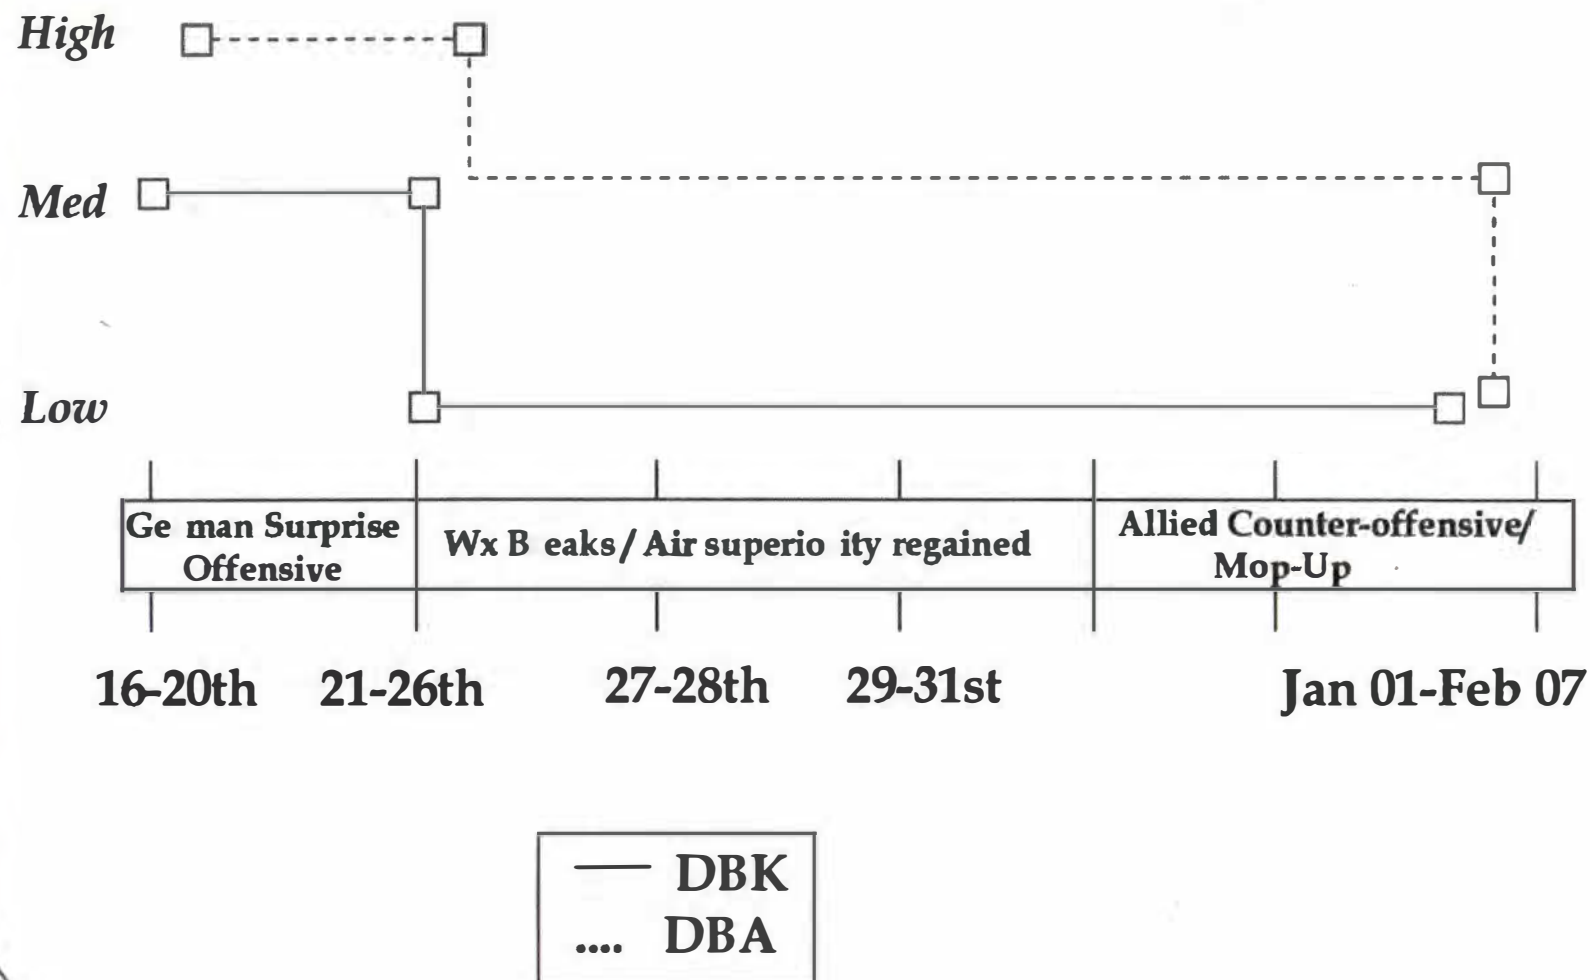 High
Med
Low
Ge man Surprise
Offensive
Wx B eaks/Air superio ity regained
Allied Counter-offensive/
Mop-Up
16-20th 21-26th 27-28th 29-31st Jan 01-Feb 07
DBK
.... DBA